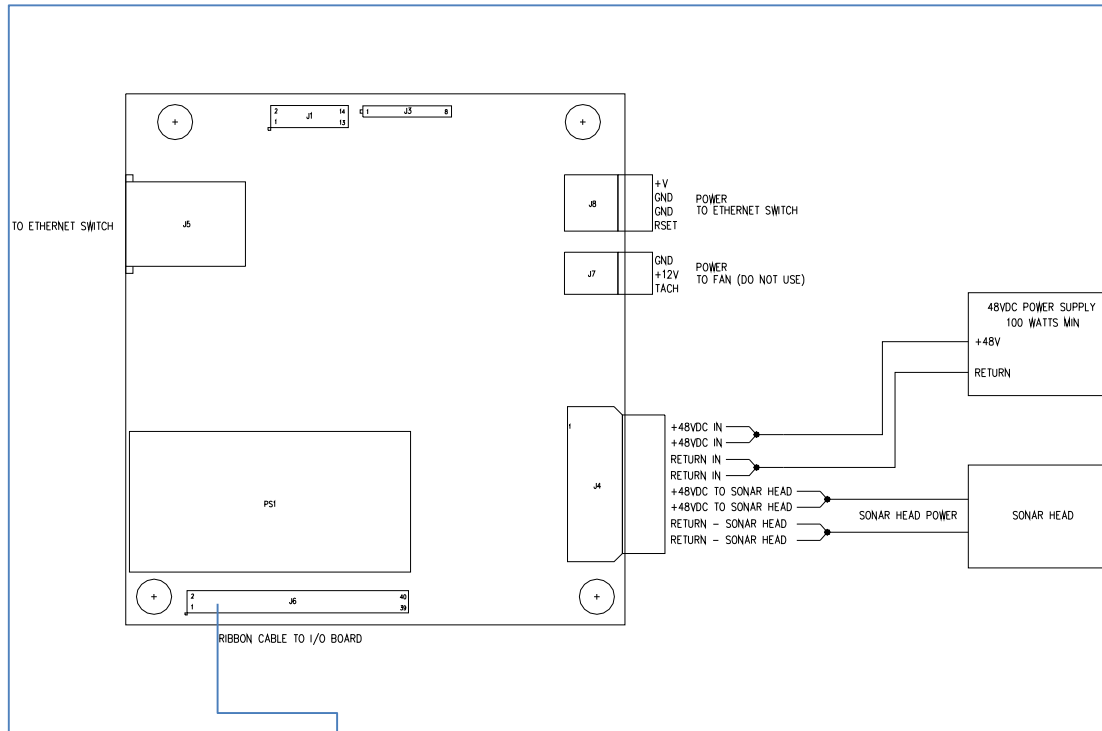 2 14
J1
1 13
1 J3 8
TO ETHERNET SWITCH
J5
J8
+V
GND
GND
RSET
POWER
TO ETHERNET SWITCH
J7
GND
+12V
TACH
POWER
TO FAN (DO NOT USE)
48VDC POWER SUPPLY
100 WATTS MIN
+48V
RETURN
1
J4
+48VDC IN
+48VDC IN
RETURN IN
RETURN IN
+48VDC TO SONAR HEAD
+48VDC TO SONAR HEAD
RETURN - SONAR HEAD
RETURN - SONAR HEAD
SONAR HEAD POWER
SONAR HEAD
PS1
2 40
J6
1 39
RIBBON CABLE TO I/O BOARD